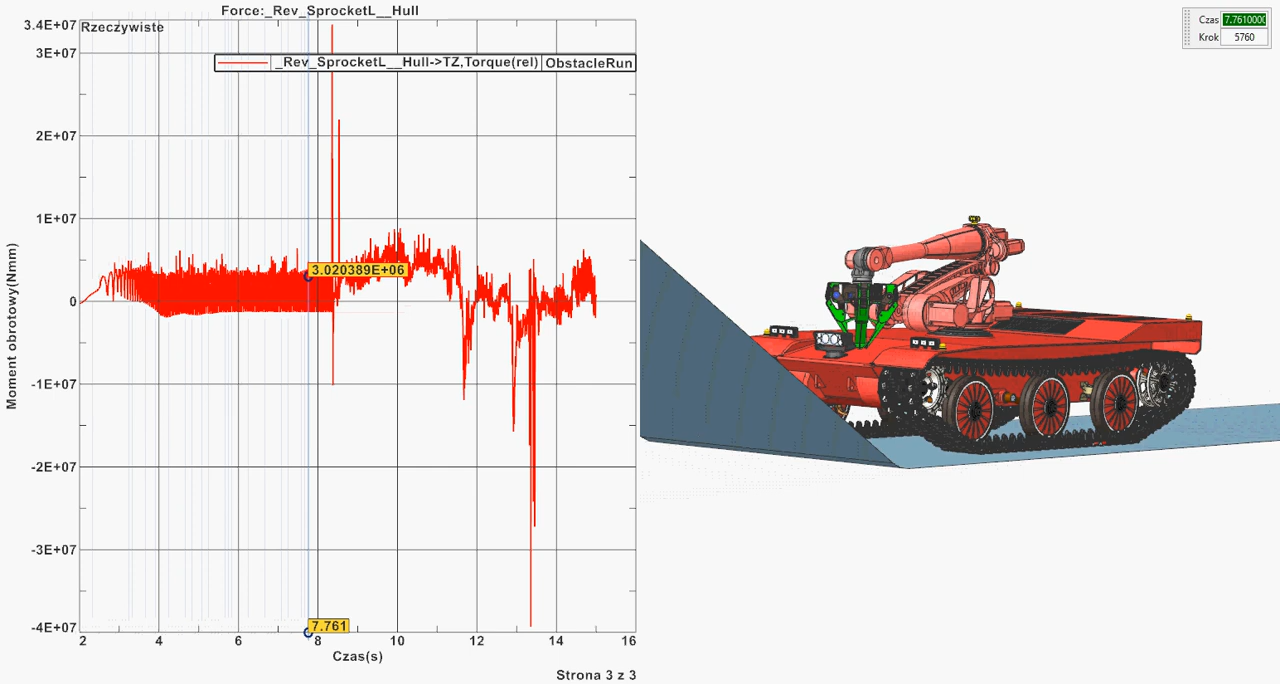 Force:_Rev_SprocketL__Hull
Rzeczywiste
_Rev_SprocketL__Hull->TZ,Torque(rel) ObstacleRun
3.4E+07
3E+07
2E+07
1E+07
0
-1E+07
-2E+07
-3E+07
-4E+07
Moment obrotowy(Nmm)
3.020389E+06
7.761
2 4 6 8 10 12 14 16
Czas(s)
Strona 3 z 3
Czas 7.7610000
Krok 5760